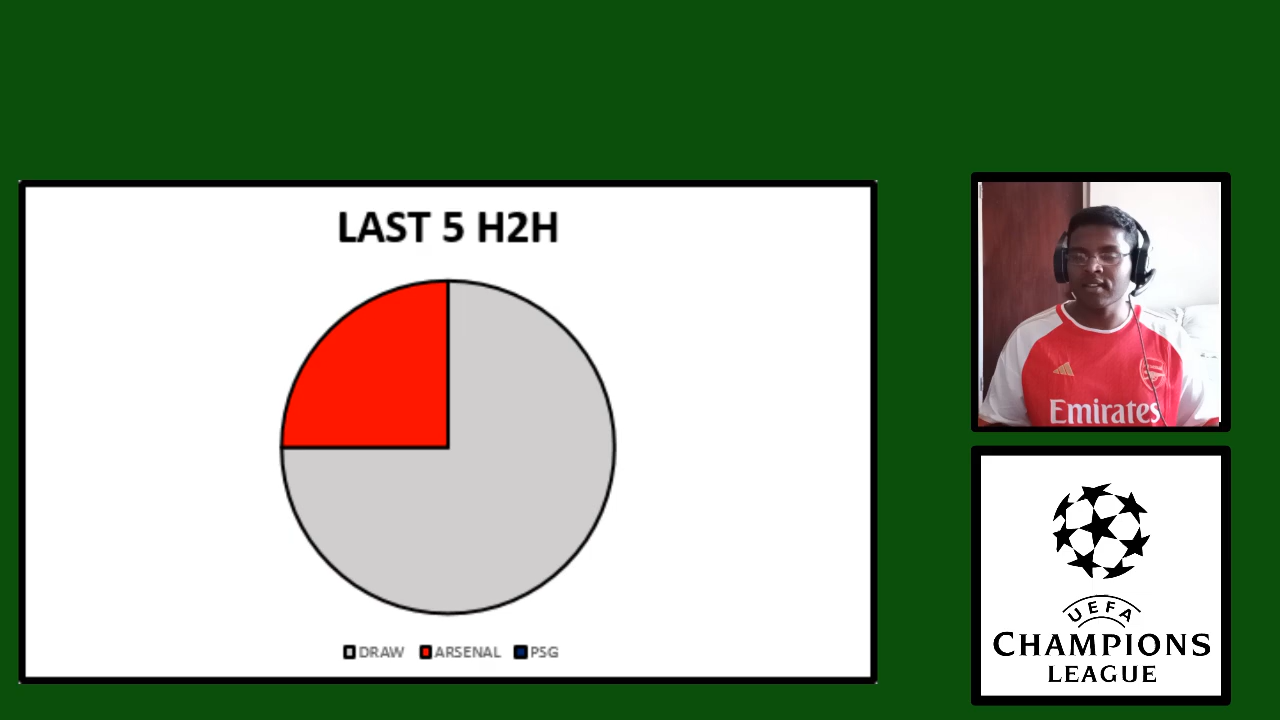 LAST 5 H2H
DRAW ARSENAL PSG
Emirates
UEFA
CHAMPIONS
LEAGUE